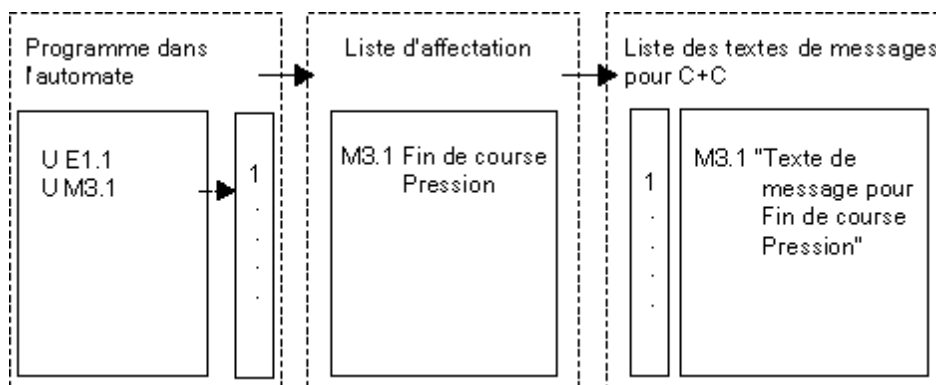 Programme dans
l'automate
U E1.1
U M3.1
1
.
.
.
.
Liste d'affectation
M3.1 Fin de course
Pression
Liste des textes de messages
pour C+C
1
.
.
.
.
M3.1 "Texte de
message pour
Fin de course
Pression"